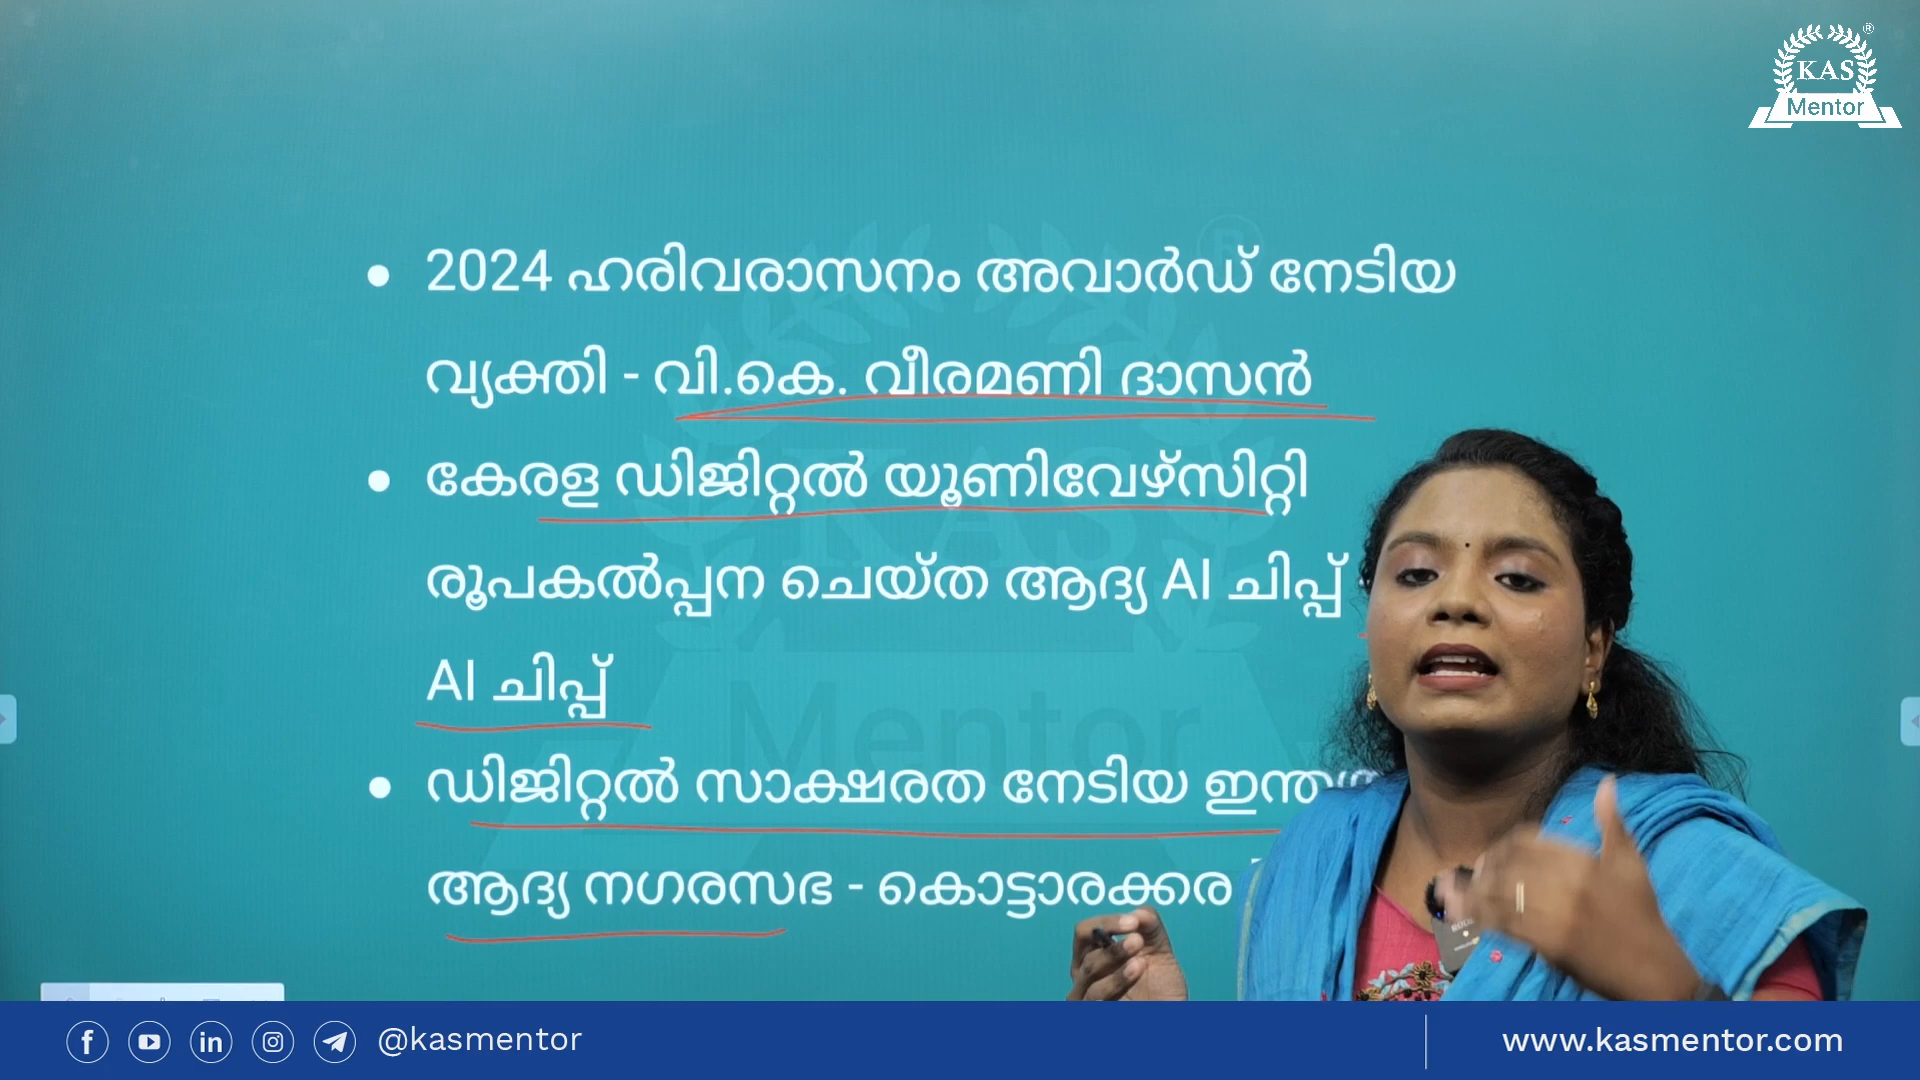 KAS
Mentor
2024 ഹരിവരാസനം അവാർഡ് നേടിയ
വ്യക്തി - വി.കെ. വീരമണി ദാസൻ
കേരള ഡിജിറ്റൽ യൂണിവേഴ്സിറ്റി
രൂപകൽപ്പന ചെയ്ത ആദ്യ AI ചിപ്പ്
AI ചിപ്പ്
ഡിജിറ്റൽ സാക്ഷരത നേടിയ
ആദ്യ നഗരസഭ - കൊട്ടാരക്കര
@kasmentor
www.kasmentor.com